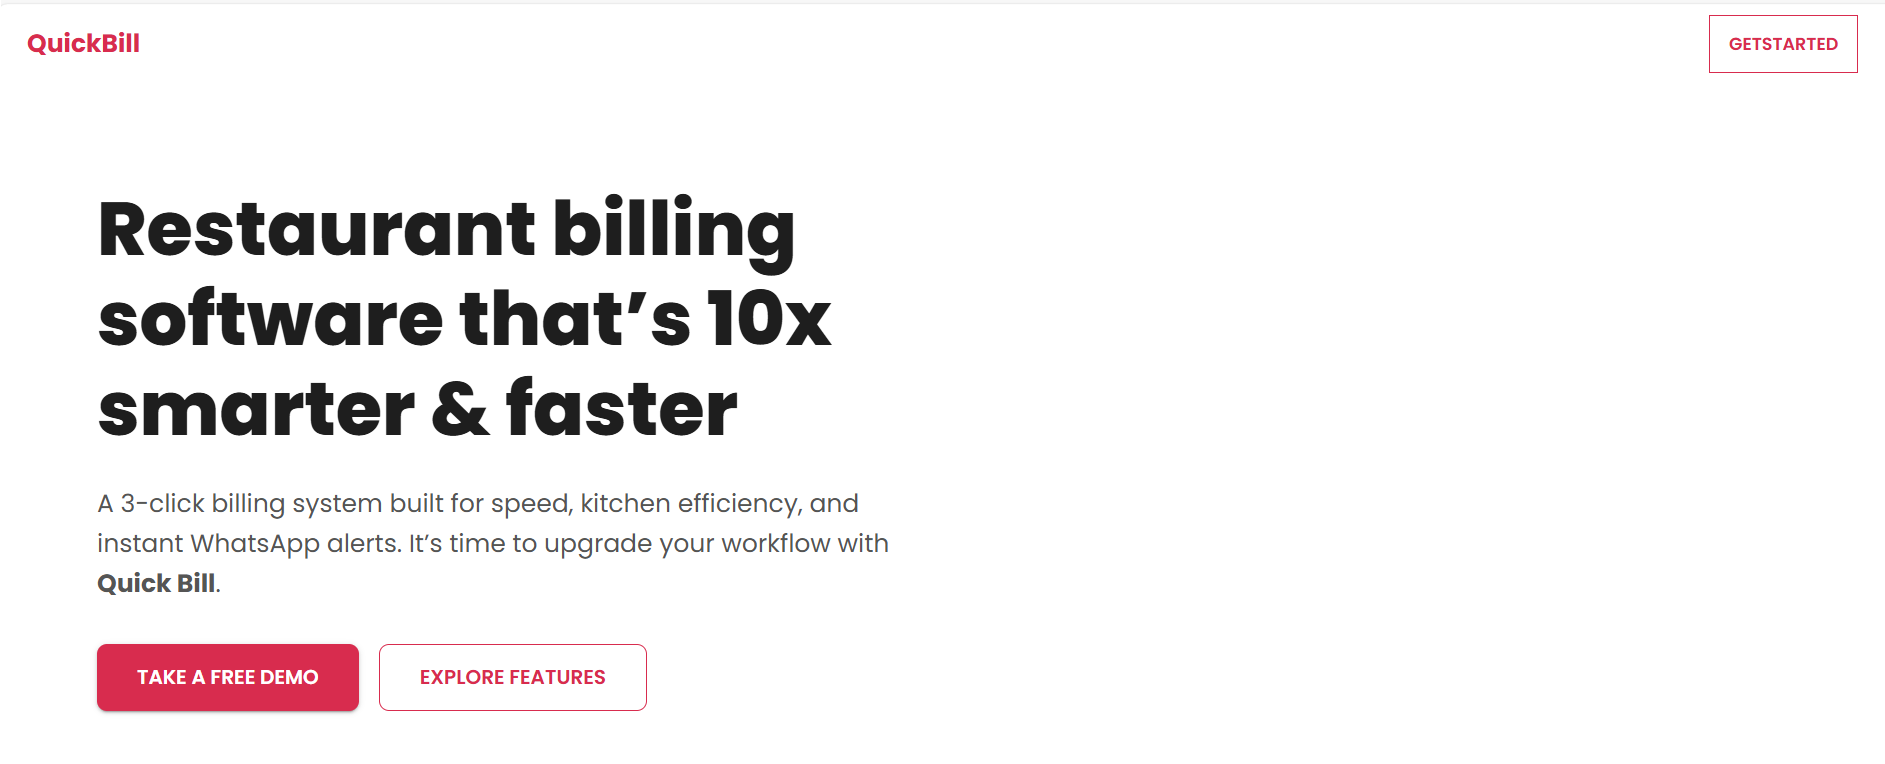 QuickBill
GETSTARTED
Restaurant billing
software that’s 10x
smarter & faster
A 3-click billing system built for speed, kitchen efficiency, and
instant WhatsApp alerts. It’s time to upgrade your workflow with
Quick Bill.
TAKE A FREE DEMO
EXPLORE FEATURES